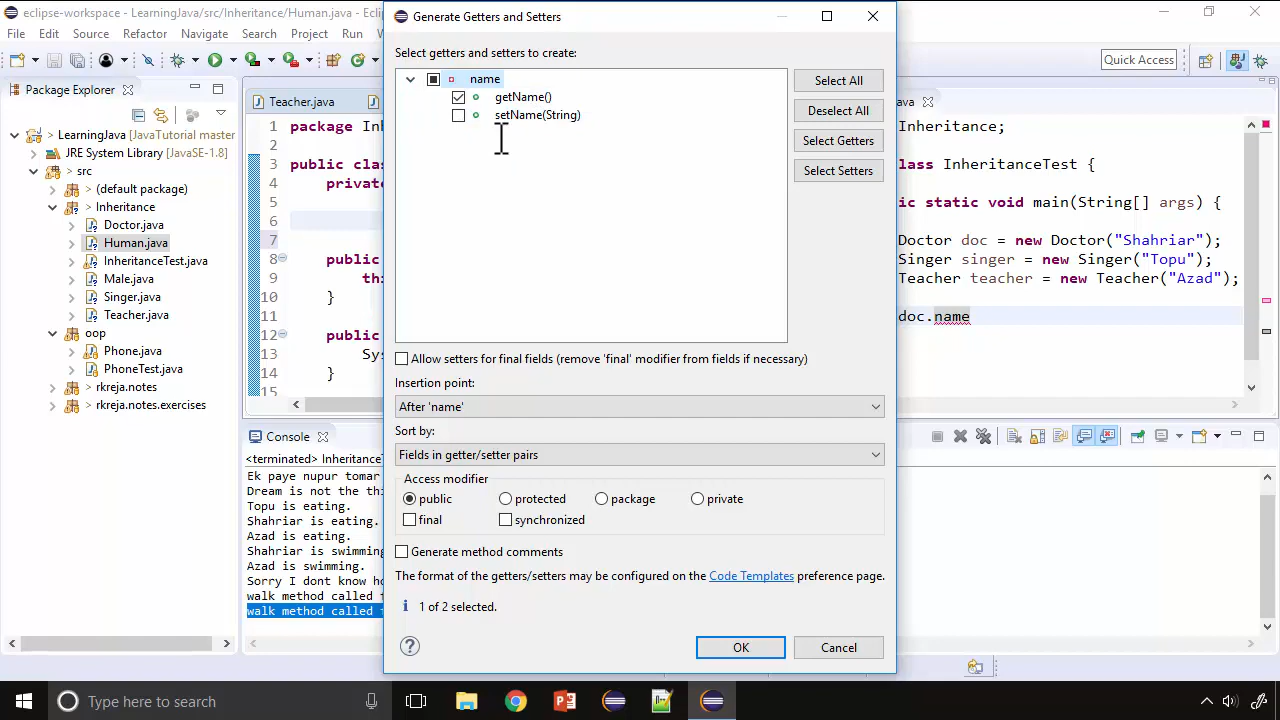 eclipse-workspace - LearningJava/src/Inheritance/Human.java - Eclipse
File Edit Source Refactor Navigate Search Project Run
Quick Access
Package Explorer
LearningJava [JavaTutorial master
JRE System Library [JavaSE-1.8]
> src
> (default package)
> Inheritance
Doctor.java
Human.java
InheritanceTest.java
Male.java
Singer.java
Teacher.java
> oop
Phone.java
PhoneTest.java
> rkreja.notes
> rkreja.notes.exercises
Teacher.java
1 package Inh
2
3 public clas
4 private
5
6
7
8 public
9 thi
10 }
11
12 public
13 Sys
14 }
15
Generate Getters and Setters
Select getters and setters to create:
name
getName()
setName(String)
Select All
Deselect All
Select Getters
Select Setters
Allow setters for final fields (remove 'final' modifier from fields if necessary)
Insertion point:
After 'name'
Sort by:
Fields in getter/setter pairs
Access modifier
public protected package private
final synchronized
Generate method comments
The format of the getters/setters may be configured on the Code Templates preference page.
1 of 2 selected.
OK
Cancel
ava
Inheritance;
lass InheritanceTest {
ic static void main(String[] args) {
Doctor doc = new Doctor("Shahriar");
Singer singer = new Singer("Topu");
Teacher teacher = new Teacher("Azad");
doc.name
Console
<terminated> Inheritance
Ek paye nupur tomar
Dream is not the thi
Topu is eating.
Shahriar is eating.
Azad is eating.
Shahriar is swimming
Azad is swimming.
Sorry I dont know ho
walk method called f
walk method called f
Type here to search